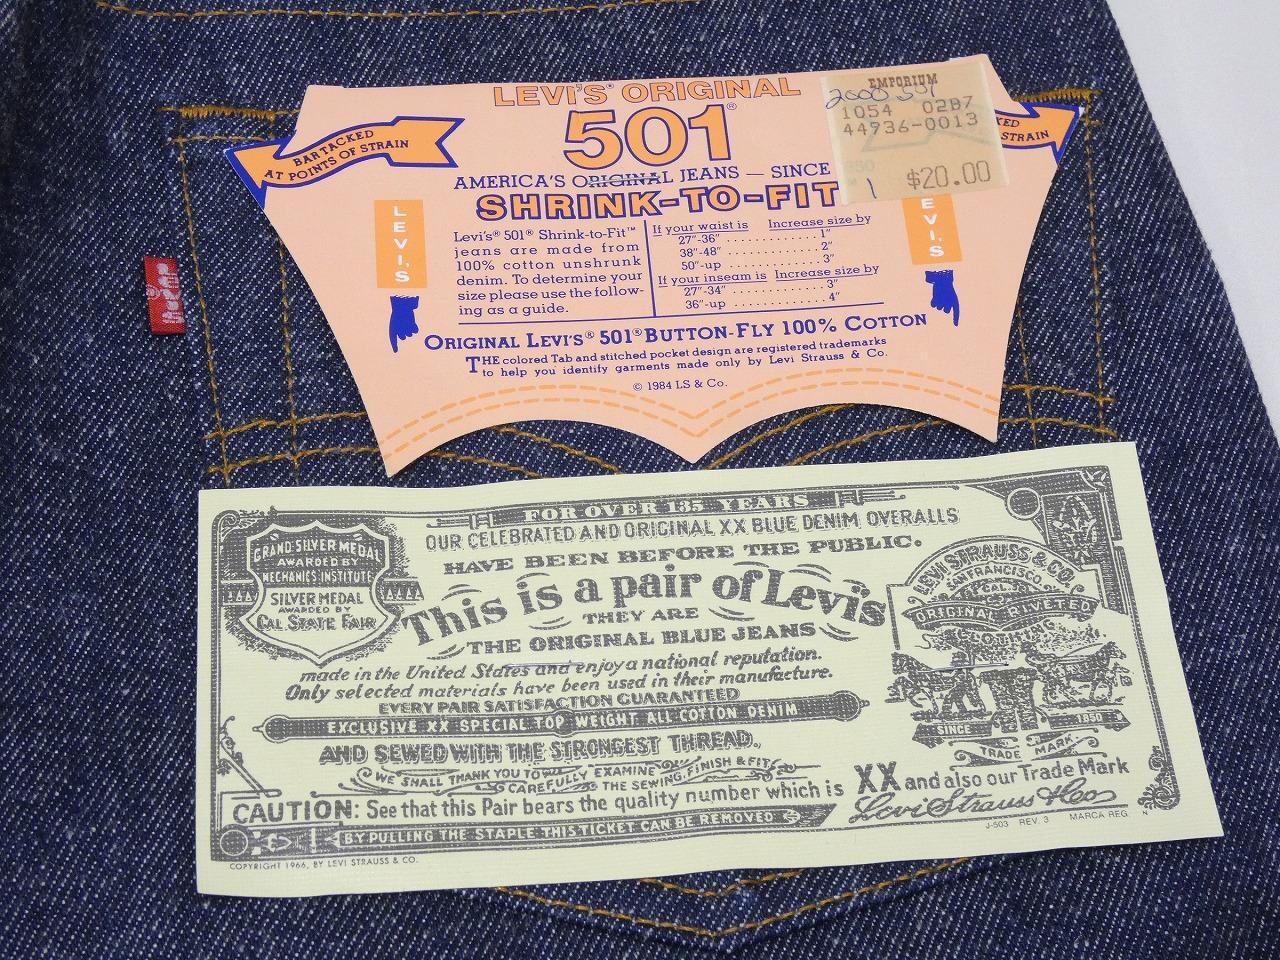 LEVI'S® ORIGINAL
501®
AMERICA'S ORIGINAL JEANS — SINCE
SHRINK-TO-FIT
BARTACKED
AT POINTS OF STRAIN
KED
STRAIN
EMPORIUM
1054 0287
44936-0013
1 $20.00
LEVI'S
LEVI'S
Levi's® 501® Shrink-to-Fit™
jeans are made from
100% cotton unshrunk
denim. To determine your
size please use the follow-
ing as a guide.
If your waist is Increase size by
27"-36" ............. 1"
38"-48" ............. 2"
50"-up ............. 3"
If your inseam is Increase size by
27"-34" ............. 3"
36"-up ............. 4"
ORIGINAL LEVI'S® 501® BUTTON-FLY 100% COTTON
THE colored Tab and stitched pocket design are registered trademarks
to help you identify garments made only by Levi Strauss & Co.
© 1984 LS & Co.
LEVI'S
FOR OVER 135 YEARS
OUR CELEBRATED AND ORIGINAL XX BLUE DENIM OVERALLS
HAVE BEEN BEFORE THE PUBLIC.
This is a pair of Levi's
THEY ARE
THE ORIGINAL BLUE JEANS
made in the United States and enjoy a national reputation.
Only selected materials have been used in their manufacture.
EVERY PAIR SATISFACTION GUARANTEED
EXCLUSIVE XX SPECIAL TOP WEIGHT ALL COTTON DENIM
AND SEWED WITH THE STRONGEST THREAD.
WE SHALL THANK YOU TO CAREFULLY EXAMINE THE SEWING, FINISH & FIT
CAUTION: See that this Pair bears the quality number which is XX and also our Trade Mark
BY PULLING THE STAPLE THIS TICKET CAN BE REMOVED
COPYRIGHT 1966, BY LEVI STRAUSS & CO.
GRAND SILVER MEDAL
AWARDED BY
MECHANICS INSTITUTE
SILVER MEDAL
AWARDED BY
CAL. STATE FAIR
LEVI STRAUSS & CO.
SAN FRANCISCO.
CAL.
ORIGINAL RIVETED
CLOTHING
SINCE 1850
TRADE MARK
Levi Strauss & Co
J-503 REV. 3 MARCA REG.